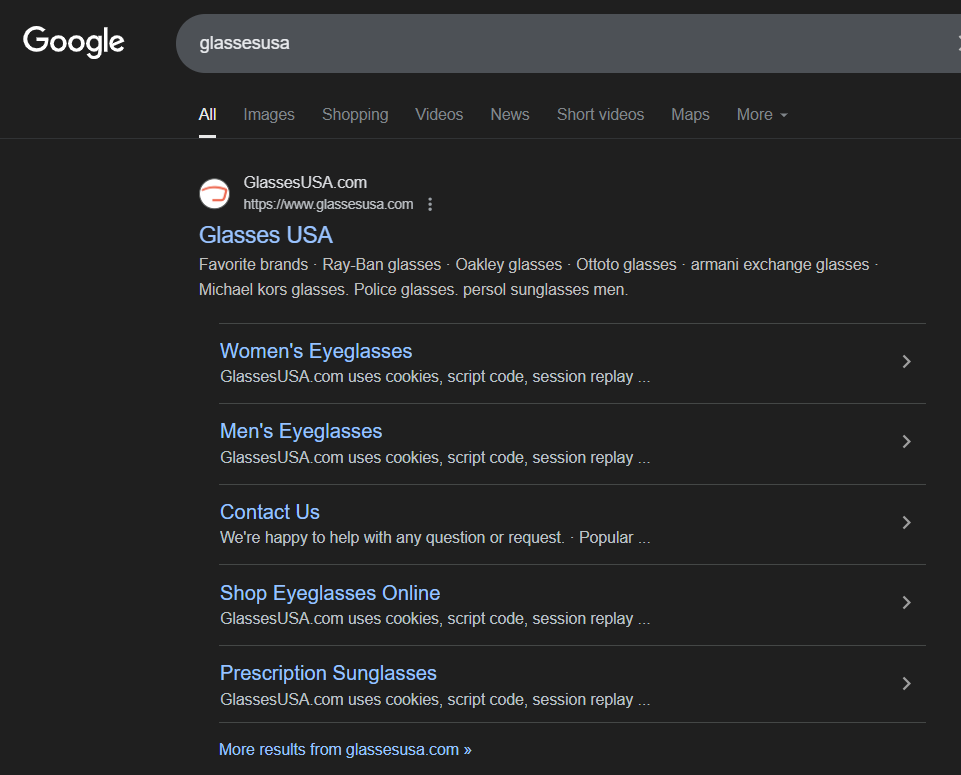 Google
glassesusa
All Images Shopping Videos News Short videos Maps More
GlassesUSA.com
https://www.glassesusa.com
Glasses USA
Favorite brands · Ray-Ban glasses · Oakley glasses · Ottoto glasses · armani exchange glasses ·
Michael kors glasses. Police glasses. persol sunglasses men.
Women's Eyeglasses
GlassesUSA.com uses cookies, script code, session replay ...
Men's Eyeglasses
GlassesUSA.com uses cookies, script code, session replay ...
Contact Us
We're happy to help with any question or request. · Popular ...
Shop Eyeglasses Online
GlassesUSA.com uses cookies, script code, session replay ...
Prescription Sunglasses
GlassesUSA.com uses cookies, script code, session replay ...
More results from glassesusa.com »